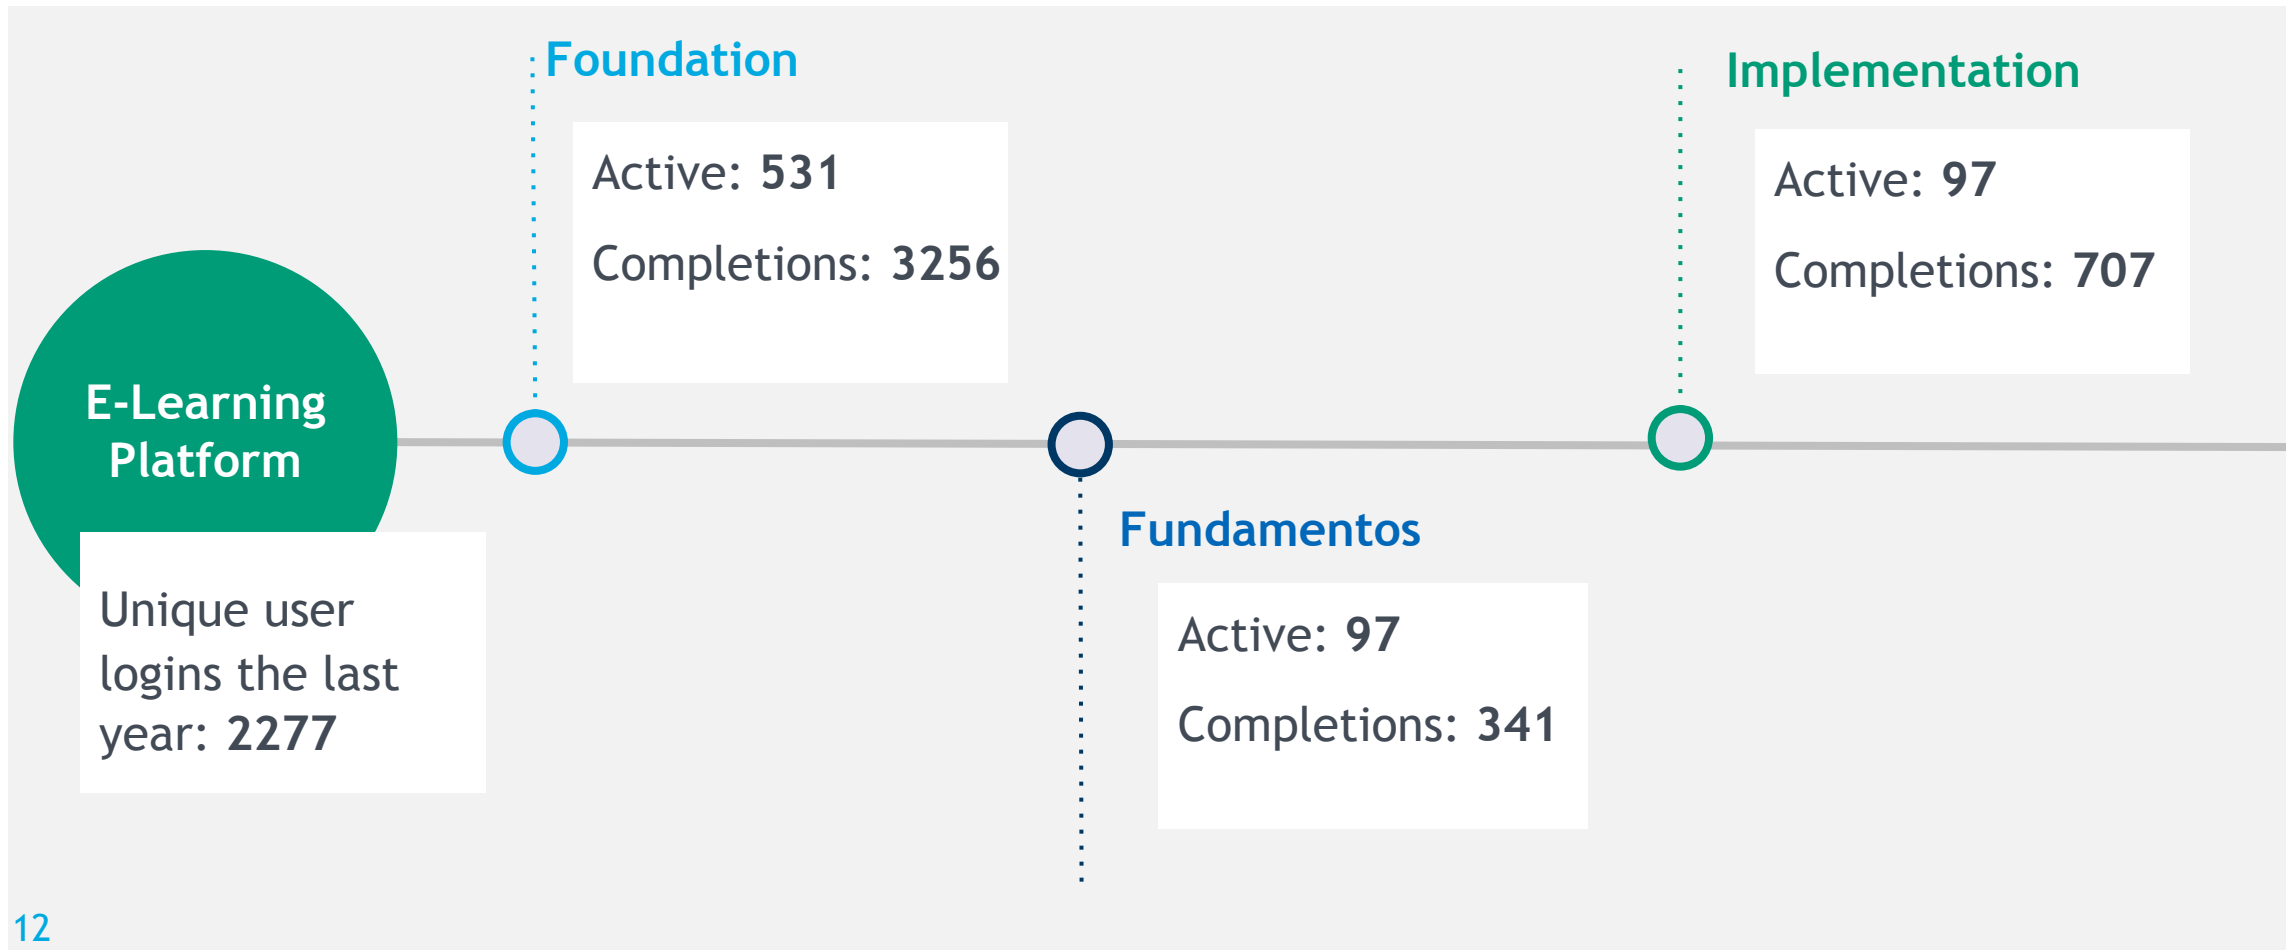 E-Learning
Platform
Unique user
logins the last
year: 2277
Foundation
Active: 531
Completions: 3256
Fundamentos
Active: 97
Completions: 341
Implementation
Active: 97
Completions: 707
12